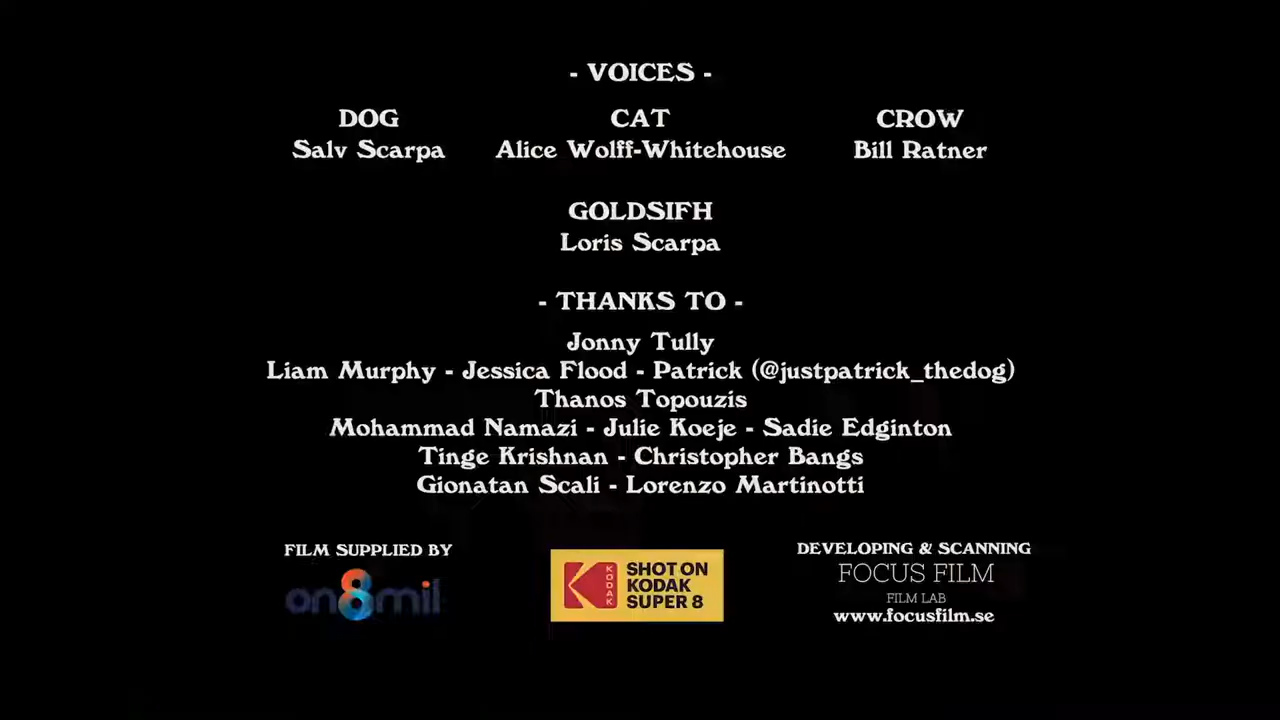 - VOICES -
DOG CAT CROW
Salv Scarpa Alice Wolff-Whitehouse Bill Ratner
GOLDSIFH
Loris Scarpa
- THANKS TO -
Jonny Tully
Liam Murphy - Jessica Flood - Patrick (@justpatrick_thedog)
Thanos Topouzis
Mohammad Namazi - Julie Koeje - Sadie Edginton
Tinge Krishnan - Christopher Bangs
Gionatan Scali - Lorenzo Martinotti
FILM SUPPLIED BY
on8mil
KODAK
SHOT ON
KODAK
SUPER 8
DEVELOPING & SCANNING
FOCUS FILM
FILM LAB
www.focusfilm.se